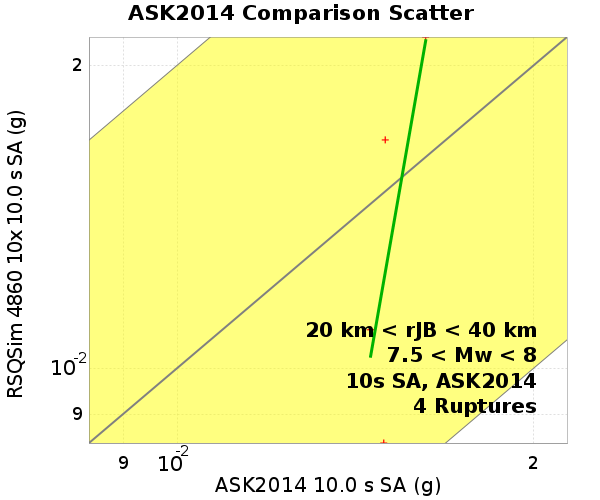 ASK2014 Comparison Scatter
RSQSim 4860 10x 10.0 s SA (g)
2
10-2
9
20 km < rJB < 40 km
7.5 < Mw < 8
10s SA, ASK2014
4 Ruptures
9
10-2
2
ASK2014 10.0 s SA (g)